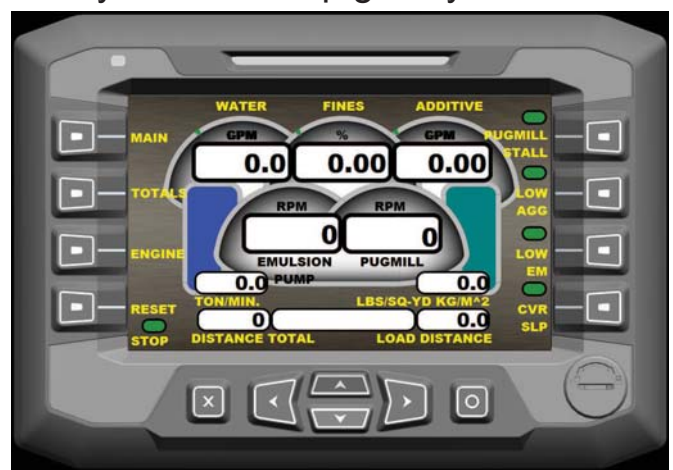 WATER FINES ADDITIVE
GPM % GPM
MAIN
PUGMILL
STALL
0.0 0.00 0.00
TOTALS
RPM RPM
LOW
AGG
0 0
ENGINE
EMULSION PUGMILL
PUMP
LOW
EM
0.0 0.0
TON/MIN. LBS/SQ-YD KG/M^2
RESET
CVR
SLP
0 0.0
STOP
DISTANCE TOTAL LOAD DISTANCE
X